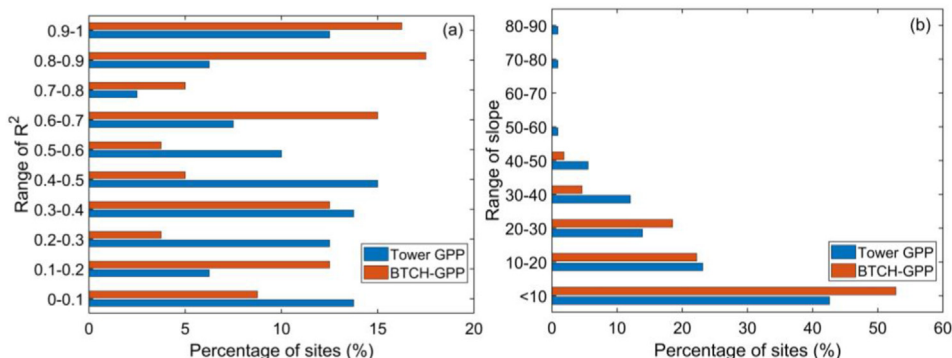 (a)
Range of R²
0.9-1
0.8-0.9
0.7-0.8
0.6-0.7
0.5-0.6
0.4-0.5
0.3-0.4
0.2-0.3
0.1-0.2
0-0.1
Tower GPP
BTCH-GPP
0 5 10 15 20
Percentage of sites (%)
(b)
Range of slope
80-90
70-80
60-70
50-60
40-50
30-40
20-30
10-20
<10
Tower GPP
BTCH-GPP
0 10 20 30 40 50 60
Percentage of sites (%)